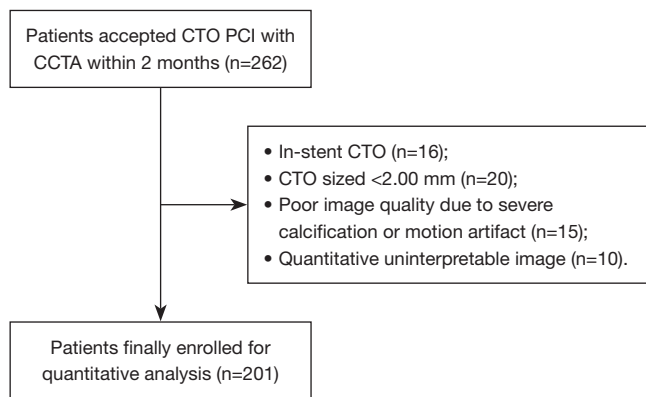 Patients accepted CTO PCI with
CCTA within 2 months (n=262)
• In-stent CTO (n=16);
• CTO sized <2.00 mm (n=20);
• Poor image quality due to severe
calcification or motion artifact (n=15);
• Quantitative uninterpretable image (n=10).
Patients finally enrolled for
quantitative analysis (n=201)